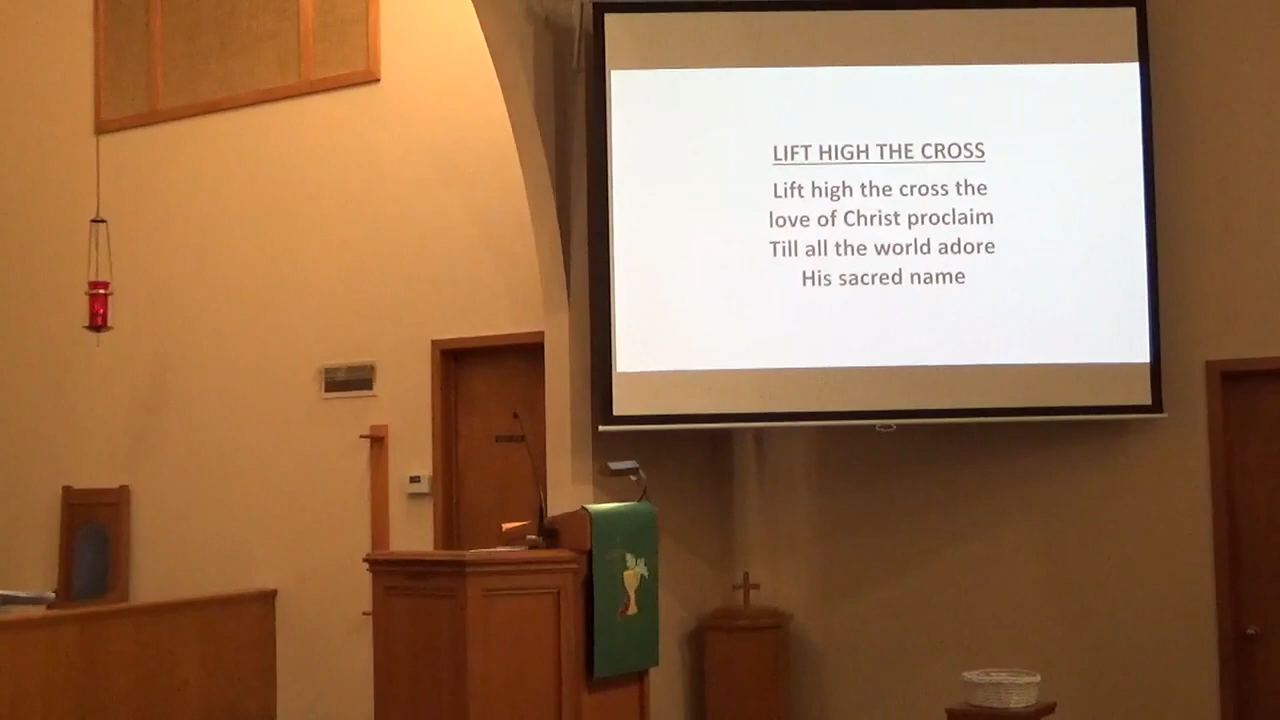 LIFT HIGH THE CROSS
Lift high the cross the
love of Christ proclaim
Till all the world adore
His sacred name